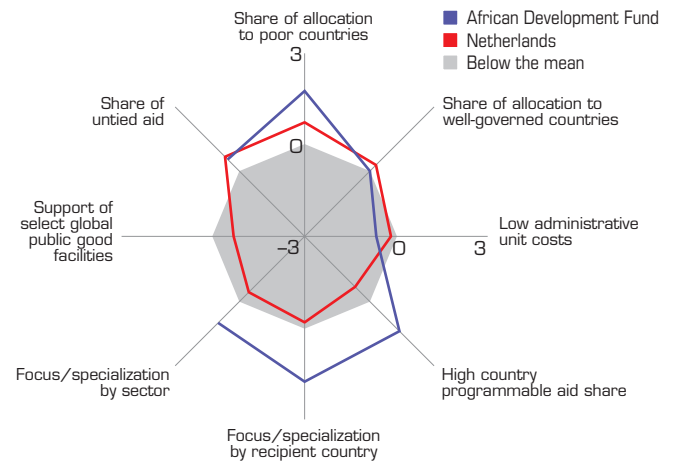 Share of allocation
to poor countries
African Development Fund
Netherlands
Below the mean
3
Share of
untied aid
Share of allocation to
well-governed countries
0
Support of
select global
public good
facilities
Low administrative
unit costs
–3
0
3
Focus/specialization
by sector
High country
programmable aid share
Focus/specialization
by recipient country